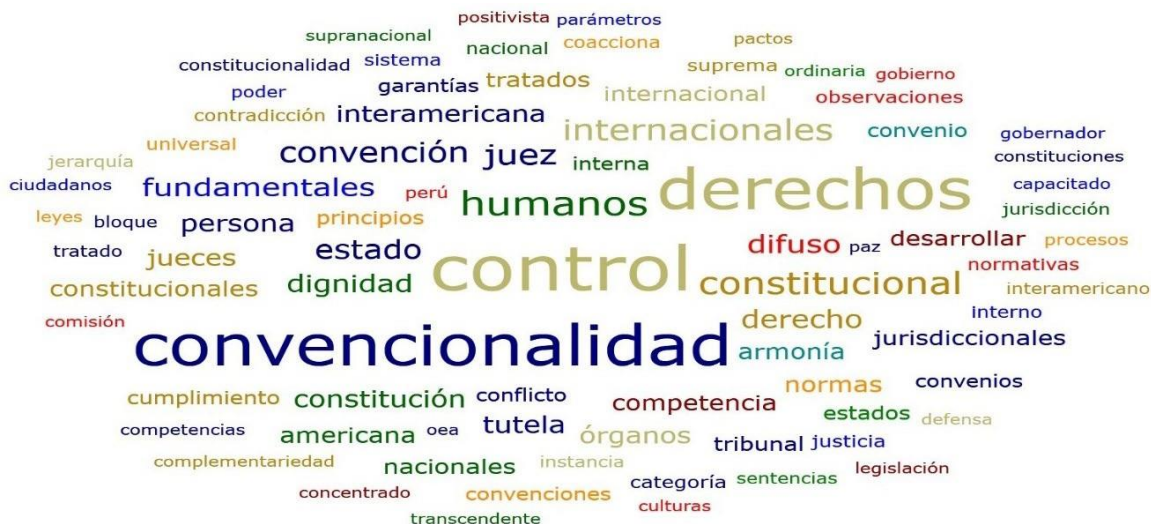 positivista parámetros
supranacional nacional coacciona pactos
constitucionalidad sistema suprema ordinaria gobierno
poder garantías tratados internacional observaciones
contradicción interamericana internacionales convenio gobernador
universal convención juez interna constituciones
jerarquía
ciudadanos fundamentales perú humanos derechos capacitado
leyes bloque persona principios jurisdicción
tratado jueces estado control difuso paz desarrollar procesos
constitucionales dignidad constitucional normativas
interamericano
comisión convencionalidad derecho interno
armonía jurisdiccionales
cumplimiento constitución conflicto competencia normas convenios
competencias americana oea tutela órganos estados defensa
tribunal justicia
complementariedad nacionales instancia categoría sentencias legislación
concentrado convenciones culturas
transcendente